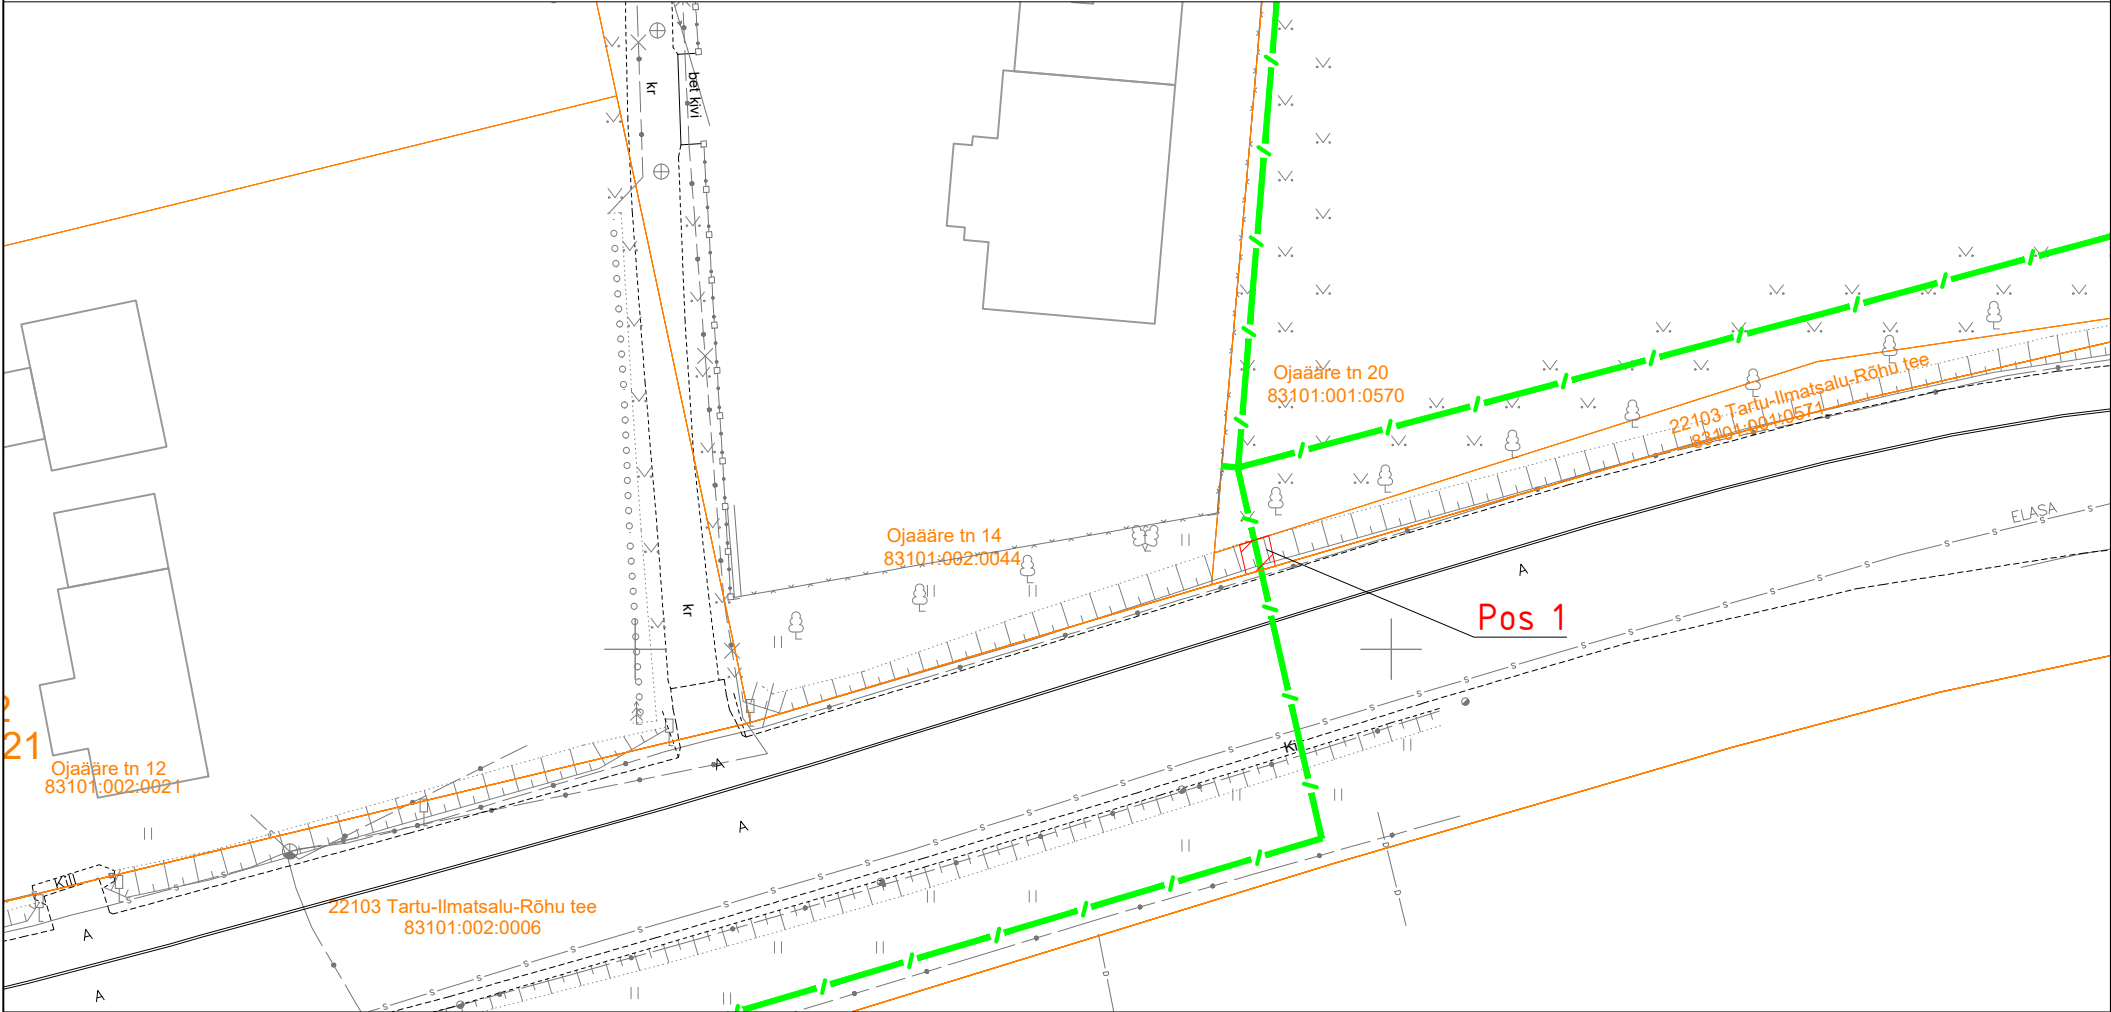 kr
bet kivi
Ojaääre tn 20
83101:001:0570
22103 Tartu-Ilmatsalu-Rõhu tee
83101:001:0571
ELASA
Ojaääre tn 14
83101:002:0044
A
Pos 1
kr
2
21
Ojaääre tn 12
83101:002:0021
A
A
Kill
22103 Tartu-Ilmatsalu-Rõhu tee
83101:002:0006
A
A